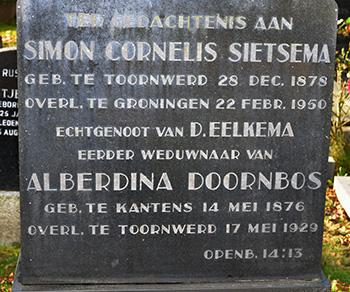 TER GEDACHTENIS AAN
SIMON CORNELIS SIETSEMA
GEB. TE TOORNWERD 28 DEC. 1878
OVERL. TE GRONINGEN 22 FEBR. 1950
ECHTGENOOT VAN D. EELKEMA
EERDER WEDUWNAAR VAN
ALBERDINA DOORNBOS
GEB. TE KANTENS 14 MEI 1876
OVERL. TE TOORNWERD 17 MEI 1929
OPENB. 14:13
RUS